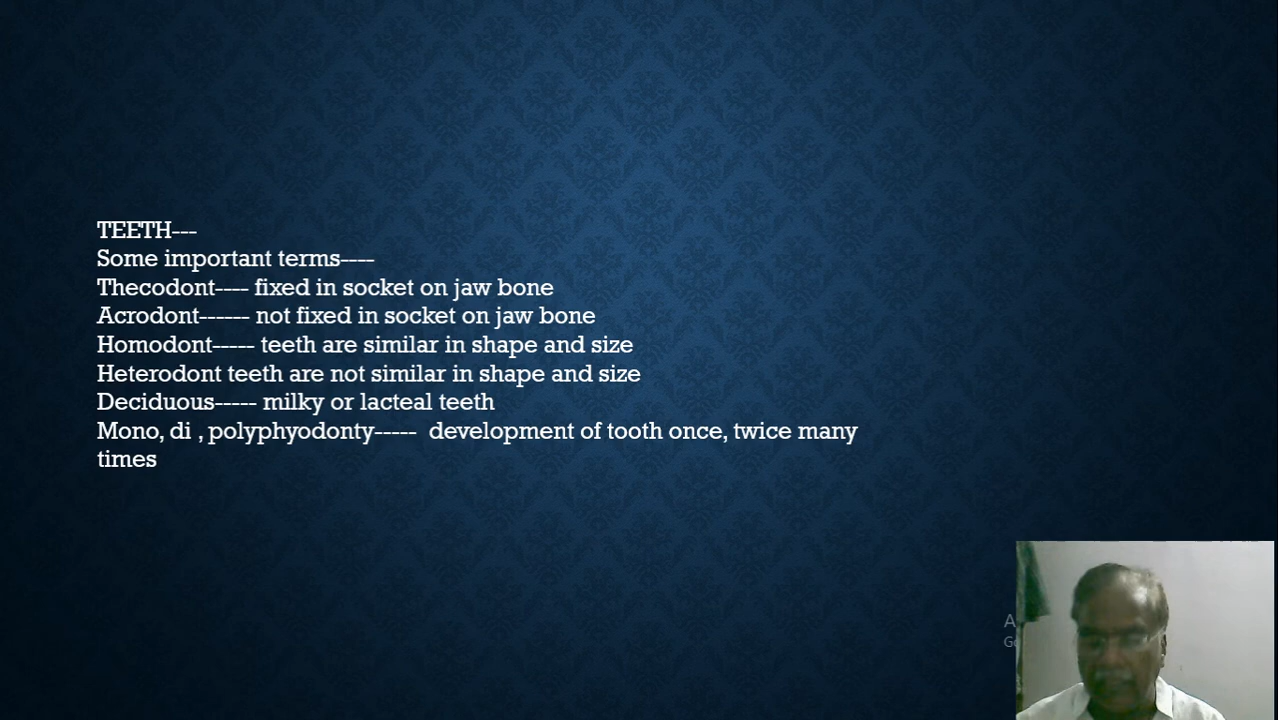 TEETH---
Some important terms----
Thecodont---- fixed in socket on jaw bone
Acrodont------ not fixed in socket on jaw bone
Homodont----- teeth are similar in shape and size
Heterodont teeth are not similar in shape and size
Deciduous----- milky or lacteal teeth
Mono, di , polyphyodonty-----  development of tooth once, twice many
times